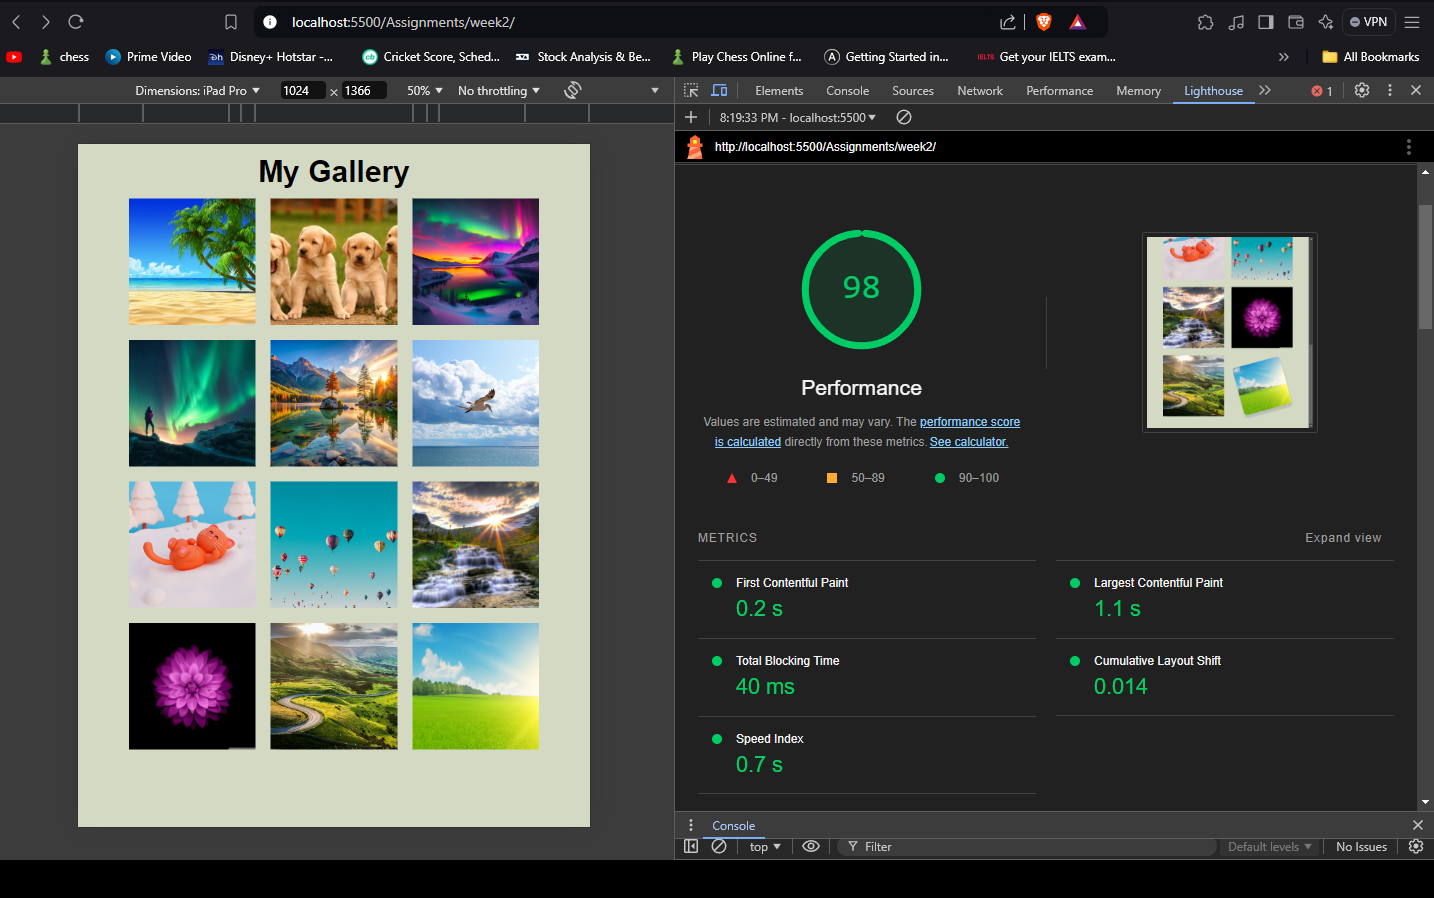 localhost:5500/Assignments/week2/
VPN
chess Prime Video Disney+ Hotstar -... Cricket Score, Sched... Stock Analysis & Be... Play Chess Online f... Getting Started in... IELTS Get your IELTS exam... » All Bookmarks
Dimensions: iPad Pro 1024 × 1366 50% No throttling
Elements Console Sources Network Performance Memory Lighthouse 1
8:19:33 PM - localhost:5500
http://localhost:5500/Assignments/week2/
My Gallery
98
Performance
Values are estimated and may vary. The performance score
is calculated directly from these metrics. See calculator.
0–49 50–89 90–100
METRICS Expand view
First Contentful Paint
0.2 s
Largest Contentful Paint
1.1 s
Total Blocking Time
40 ms
Cumulative Layout Shift
0.014
Speed Index
0.7 s
Console
top Filter Default levels No Issues